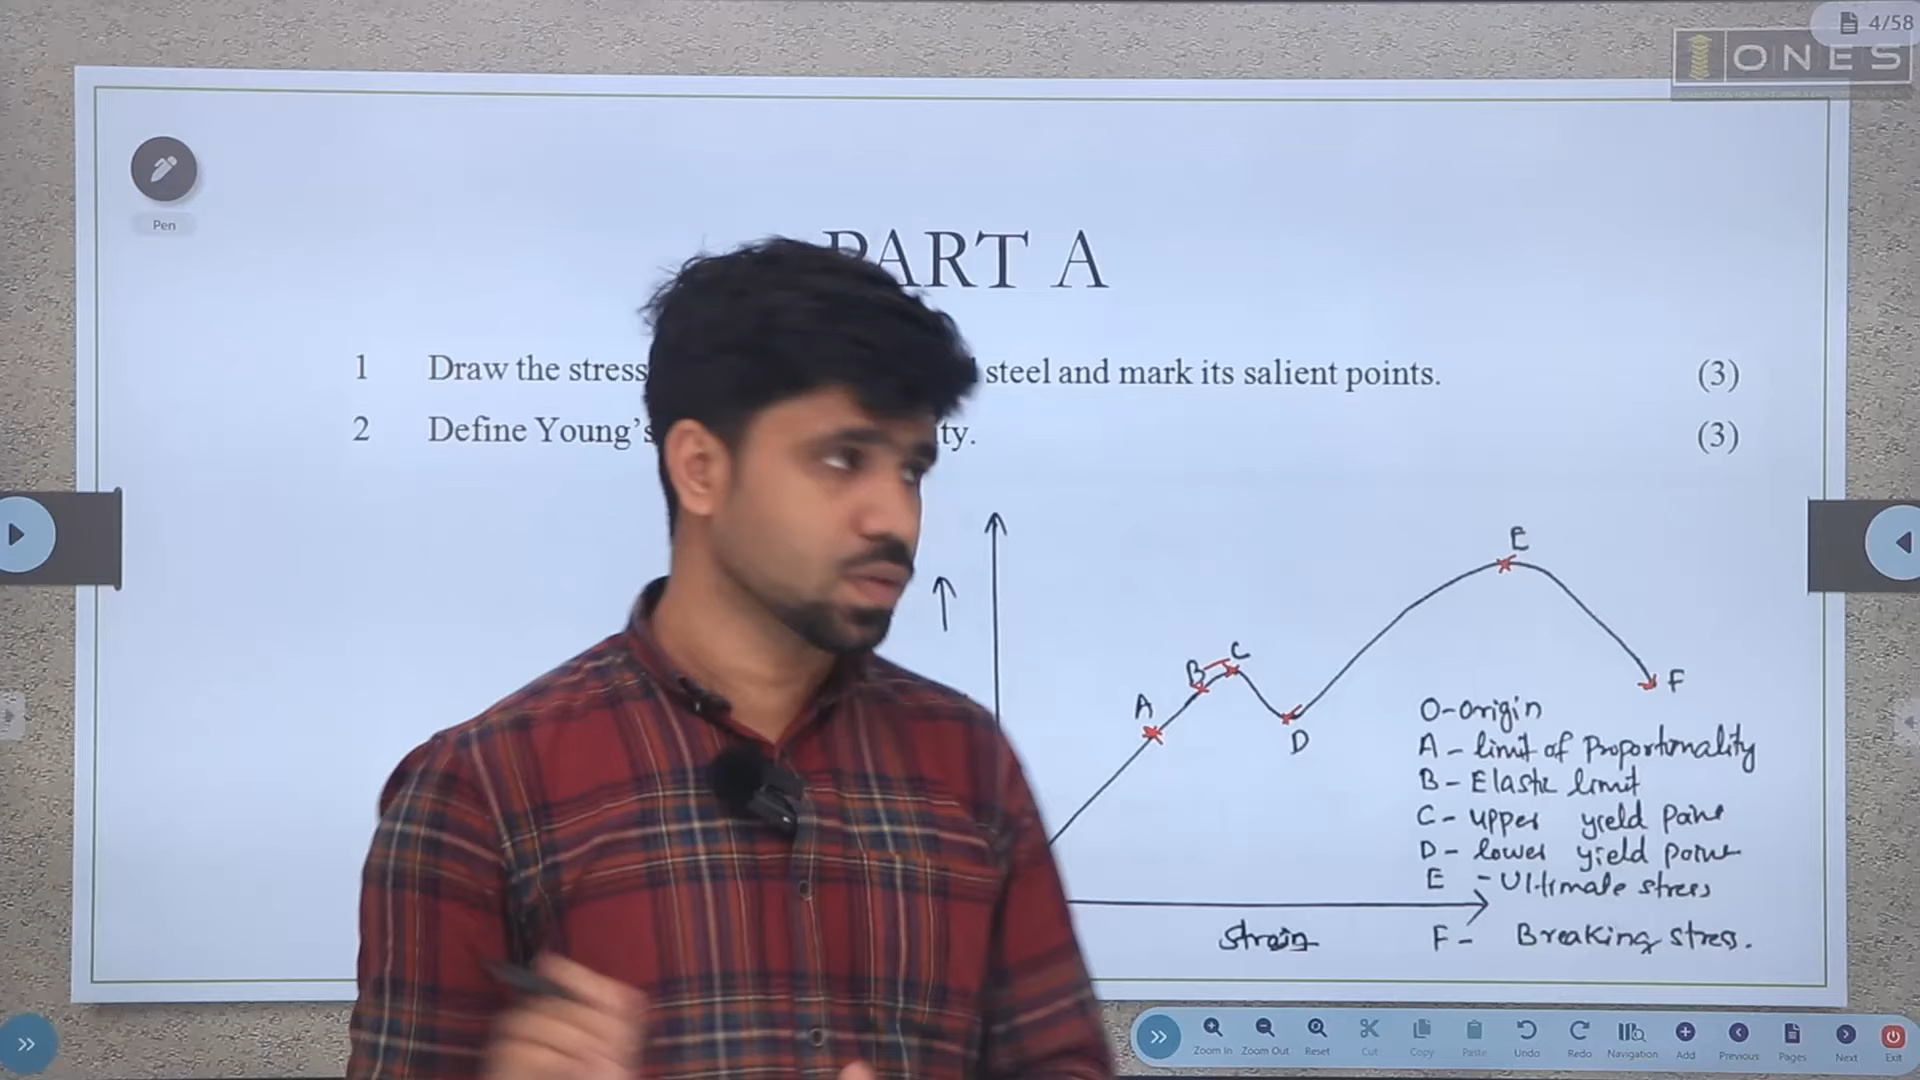 4/58
ONES
Pen
PART A
1 Draw the stress steel and mark its salient points. (3)
2 Define Young's ty. (3)
E
B C
A
F
D
O-origin
A - limit of Proportionality
B - Elastic limit
C - upper yield point
D - lower yield point
E - Ultimate stress
Strain
F - Breaking stress.
Zoom In Zoom Out Reset Cut Copy Paste Undo Redo Navigation Add Previous Pages Next Exit